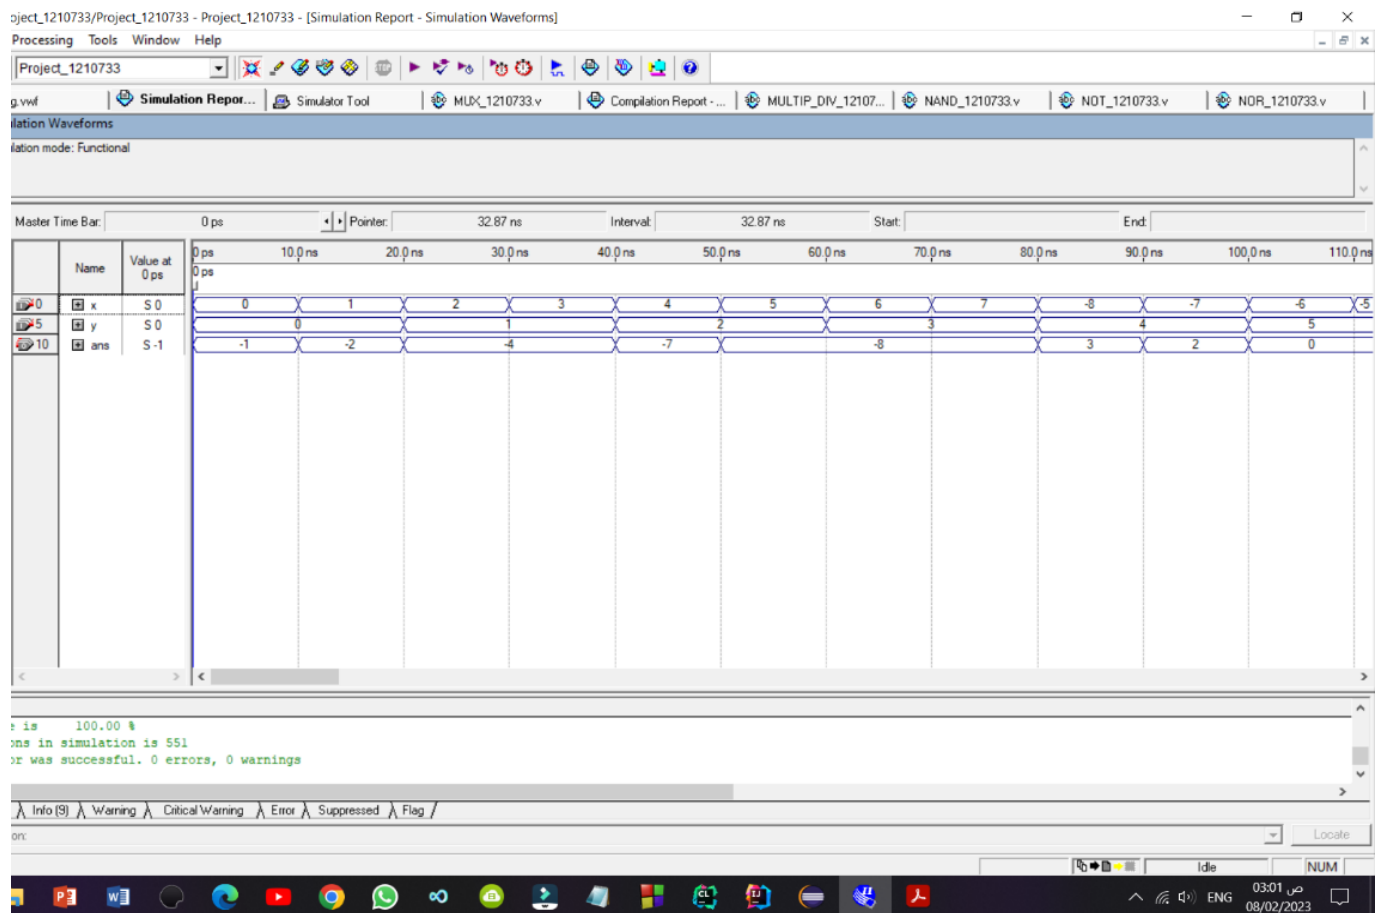 oject_1210733/Project_1210733 - Project_1210733 - [Simulation Report - Simulation Waveforms]
Processing Tools Window Help
Project_1210733
g.vwf Simulation Repor... Simulator Tool MUX_1210733.v Compilation Report - ... MULTIP_DIV_12107... NAND_1210733.v NOT_1210733.v NOR_1210733.v
lation Waveforms
lation mode: Functional
Master Time Bar: 0 ps Pointer: 32.87 ns Interval: 32.87 ns Start: End:
Name Value at 0 ps 0 ps 10.0 ns 20.0 ns 30.0 ns 40.0 ns 50.0 ns 60.0 ns 70.0 ns 80.0 ns 90.0 ns 100.0 ns 110.0 ns
0 ps
0 x S 0 0 1 2 3 4 5 6 7 -8 -7 -6 -5
5 y S 0 0 1 2 3 4 5
10 ans S -1 -1 -2 -4 -7 -8 3 2 0
e is 100.00 %
ons in simulation is 551
or was successful. 0 errors, 0 warnings
Info (9) Warning Critical Warning Error Suppressed Flag
on: Locate
Idle NUM
ENG 03:01 ص
08/02/2023